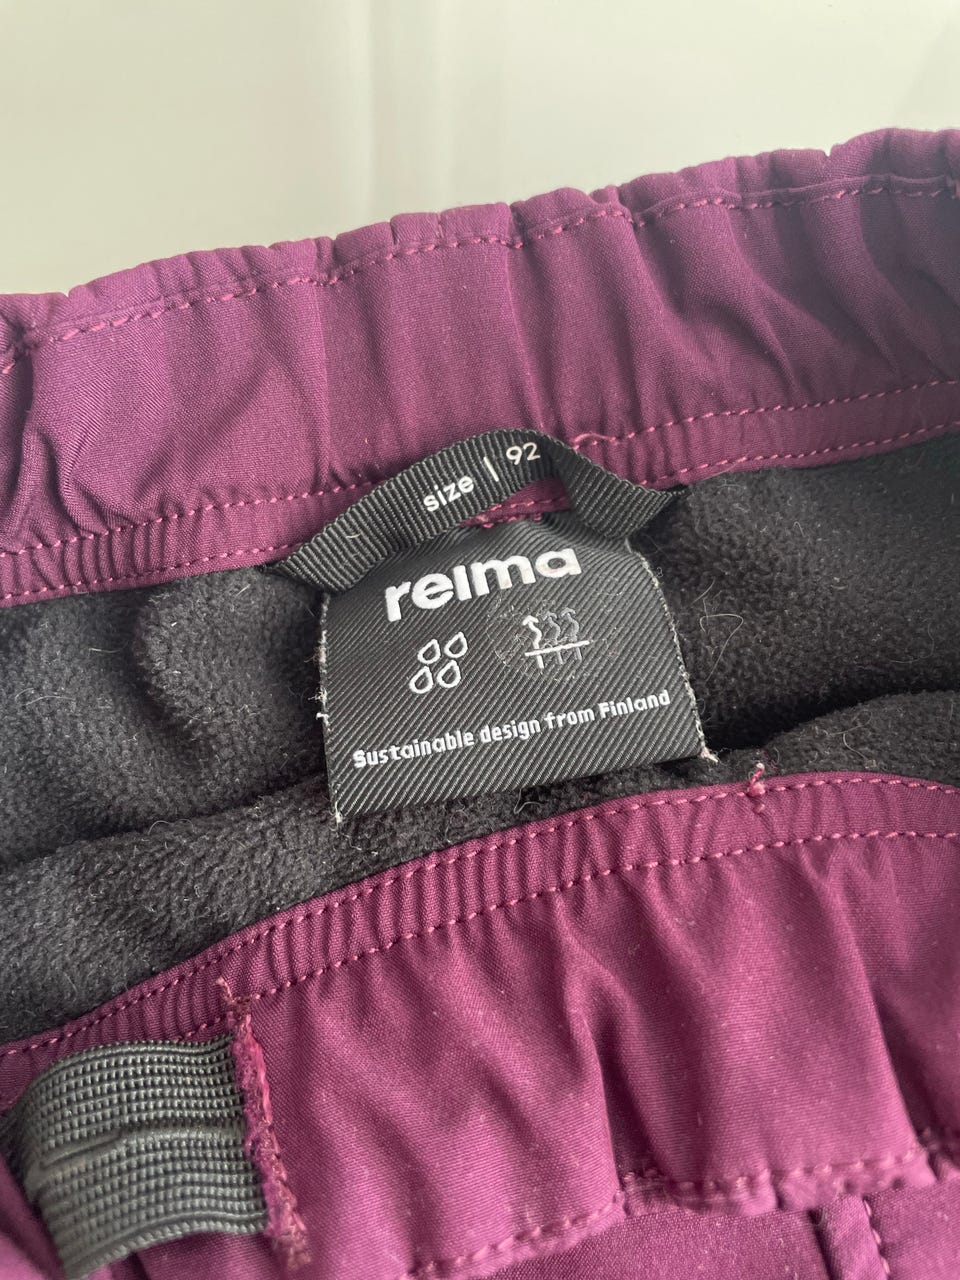 size | 92
reima
Sustainable design from Finland